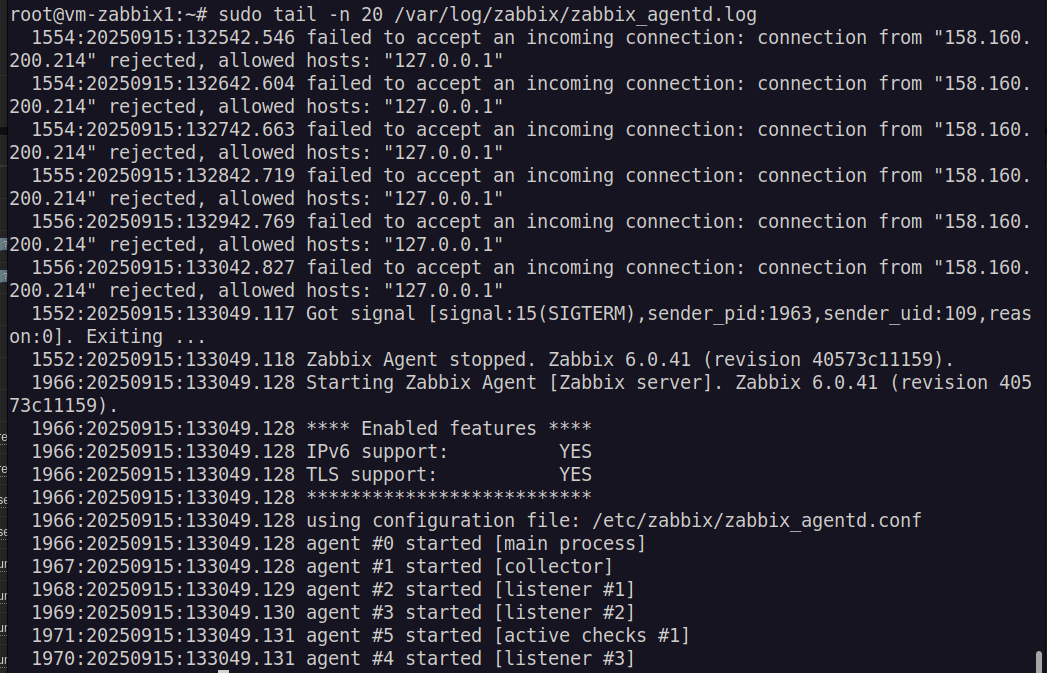 root@vm-zabbix1:~# sudo tail -n 20 /var/log/zabbix/zabbix_agentd.log
  1554:20250915:132542.546 failed to accept an incoming connection: connection from "158.160.
200.214" rejected, allowed hosts: "127.0.0.1"
  1554:20250915:132642.604 failed to accept an incoming connection: connection from "158.160.
200.214" rejected, allowed hosts: "127.0.0.1"
  1554:20250915:132742.663 failed to accept an incoming connection: connection from "158.160.
200.214" rejected, allowed hosts: "127.0.0.1"
  1555:20250915:132842.719 failed to accept an incoming connection: connection from "158.160.
200.214" rejected, allowed hosts: "127.0.0.1"
  1556:20250915:132942.769 failed to accept an incoming connection: connection from "158.160.
200.214" rejected, allowed hosts: "127.0.0.1"
  1556:20250915:133042.827 failed to accept an incoming connection: connection from "158.160.
200.214" rejected, allowed hosts: "127.0.0.1"
  1552:20250915:133049.117 Got signal [signal:15(SIGTERM),sender_pid:1963,sender_uid:109,reas
on:0]. Exiting ...
  1552:20250915:133049.118 Zabbix Agent stopped. Zabbix 6.0.41 (revision 40573c11159).
  1966:20250915:133049.128 Starting Zabbix Agent [Zabbix server]. Zabbix 6.0.41 (revision 405
73c11159).
  1966:20250915:133049.128 **** Enabled features ****
  1966:20250915:133049.128 IPv6 support:          YES
  1966:20250915:133049.128 TLS support:           YES
  1966:20250915:133049.128 **************************
  1966:20250915:133049.128 using configuration file: /etc/zabbix/zabbix_agentd.conf
  1966:20250915:133049.128 agent #0 started [main process]
  1967:20250915:133049.128 agent #1 started [collector]
  1968:20250915:133049.129 agent #2 started [listener #1]
  1969:20250915:133049.130 agent #3 started [listener #2]
  1971:20250915:133049.131 agent #5 started [active checks #1]
  1970:20250915:133049.131 agent #4 started [listener #3]